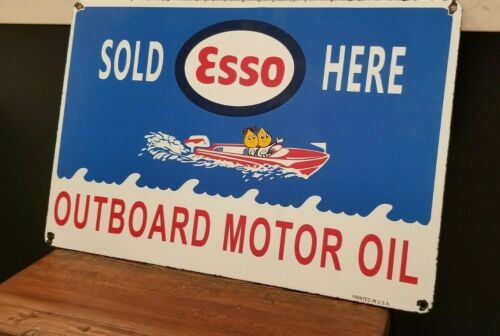 SOLD Esso HERE
OUTBOARD MOTOR OIL
PRINTED IN U.S.A.